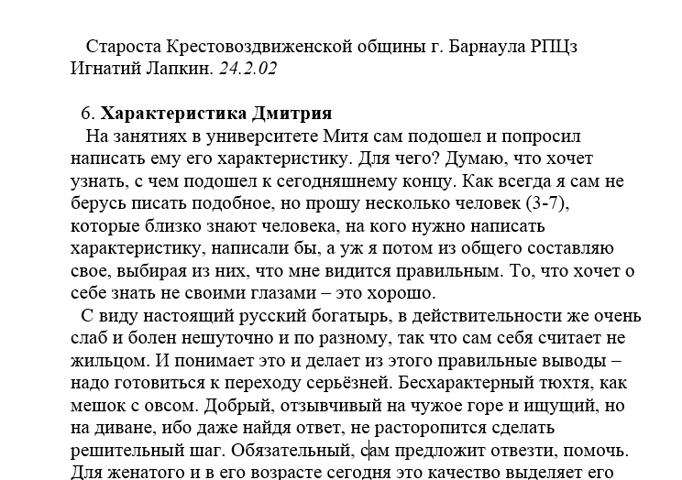 Староста Крестовоздвиженской общины г. Барнаула РПЦз
Игнатий Лапкин. 24.2.02
6. Характеристика Дмитрия
На занятиях в университете Митя сам подошел и попросил
написать ему его характеристику. Для чего? Думаю, что хочет
узнать, с чем подошел к сегодняшнему концу. Как всегда я сам не
берусь писать подобное, но прошу несколько человек (3-7),
которые близко знают человека, на кого нужно написать
характеристику, написали бы, а уж я потом из общего составляю
свое, выбирая из них, что мне видится правильным. То, что хочет о
себе знать не своими глазами – это хорошо.
С виду настоящий русский богатырь, в действительности же очень
слаб и болен нешуточно и по разному, так что сам себя считает не
жильцом. И понимает это и делает из этого правильные выводы –
надо готовиться к переходу серьёзней. Бесхарактерный тюхтя, как
мешок с овсом. Добрый, отзывчивый на чужое горе и ищущий, но
на диване, ибо даже найдя ответ, не расторопится сделать
решительный шаг. Обязательный, сам предложит отвезти, помочь.
Для женатого и в его возрасте сегодня это качество выделяет его